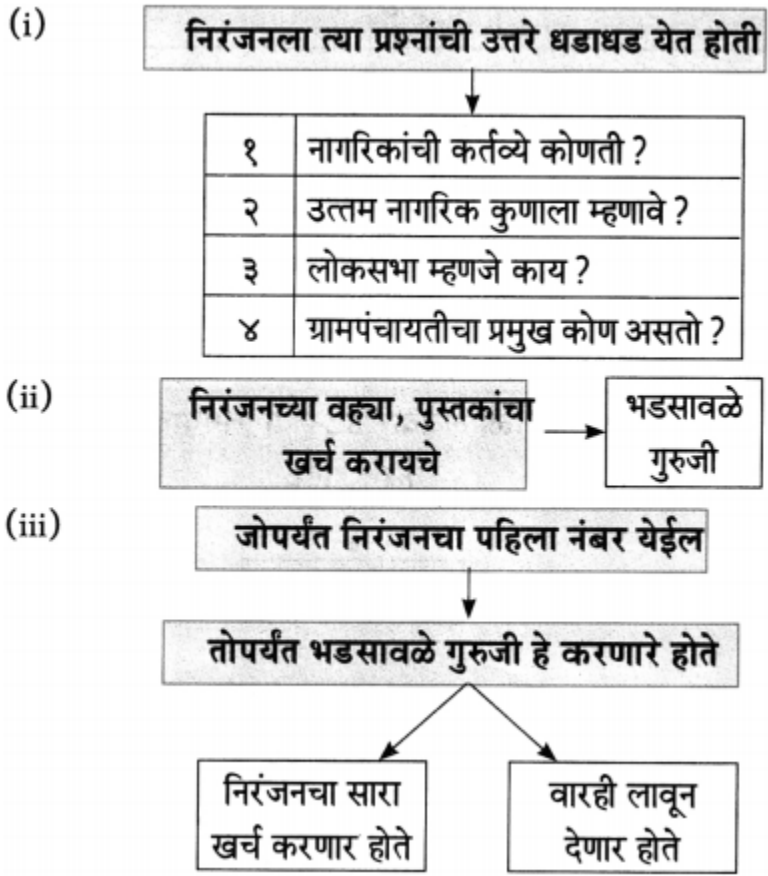 (i) निरंजनला त्या प्रश्नांची उत्तरे धडाधड येत होती
१ नागरिकांची कर्तव्ये कोणती ?
२ उत्तम नागरिक कुणाला म्हणावे ?
३ लोकसभा म्हणजे काय ?
४ ग्रामपंचायतीचा प्रमुख कोण असतो ?
(ii) निरंजनच्या वह्या, पुस्तकांचा
खर्च करायचे
भडसावळे
गुरुजी
(iii) जोपर्यंत निरंजनचा पहिला नंबर येईल
तोपर्यंत भडसावळे गुरुजी हे करणारे होते
निरंजनचा सारा
खर्च करणार होते
वारही लावून
देणार होते